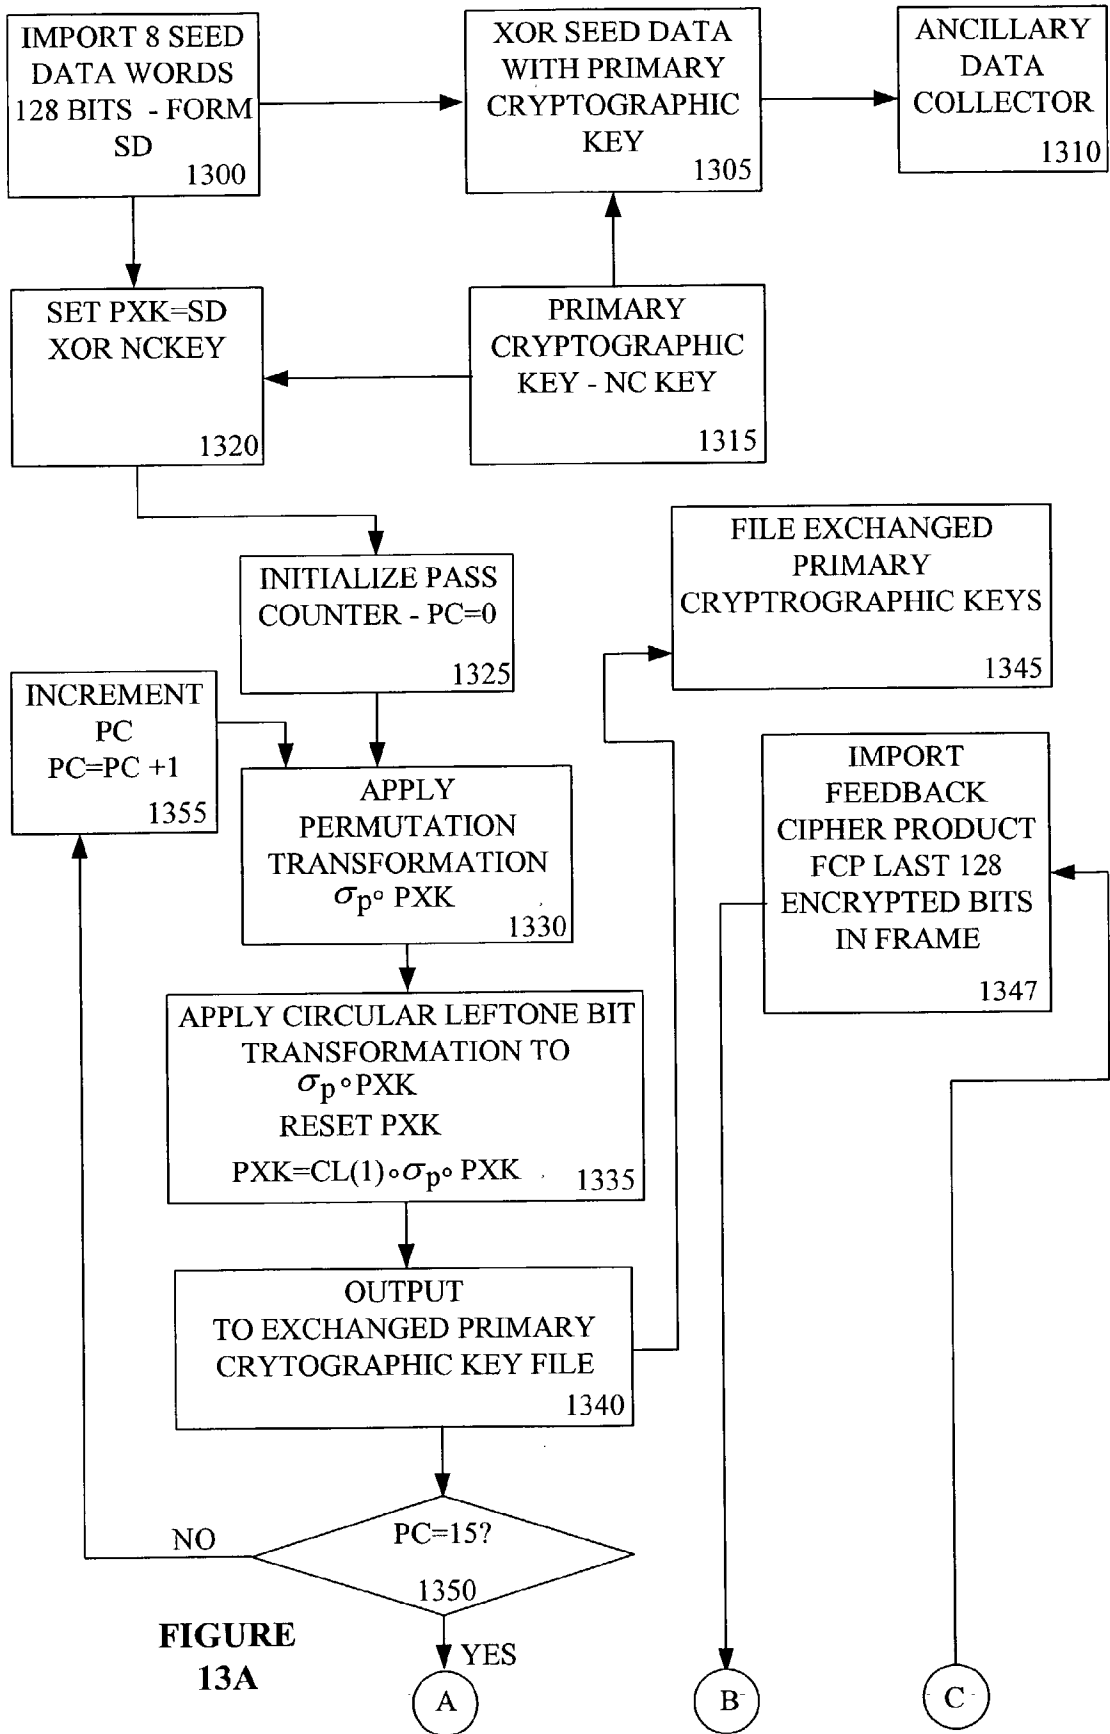 IMPORT 8 SEED
DATA WORDS
128 BITS - FORM
SD
1300
XOR SEED DATA
WITH PRIMARY
CRYPTOGRAPHIC
KEY
1305
ANCILLARY
DATA
COLLECTOR
1310
SET PXK=SD
XOR NCKEY
1320
PRIMARY
CRYPTOGRAPHIC
KEY - NC KEY
1315
INITIALIZE PASS
COUNTER - PC=0
1325
FILE EXCHANGED
PRIMARY
CRYPTROGRAPHIC KEYS
1345
INCREMENT
PC
PC=PC +1
1355
APPLY
PERMUTATION
TRANSFORMATION
σp∘ PXK
1330
IMPORT
FEEDBACK
CIPHER PRODUCT
FCP LAST 128
ENCRYPTED BITS
IN FRAME
1347
APPLY CIRCULAR LEFTONE BIT
TRANSFORMATION TO
σp∘PXK
RESET PXK
PXK=CL(1)∘σp∘ PXK
1335
OUTPUT
TO EXCHANGED PRIMARY
CRYTOGRAPHIC KEY FILE
1340
PC=15?
1350
NO
YES
FIGURE
13A
A
B
C